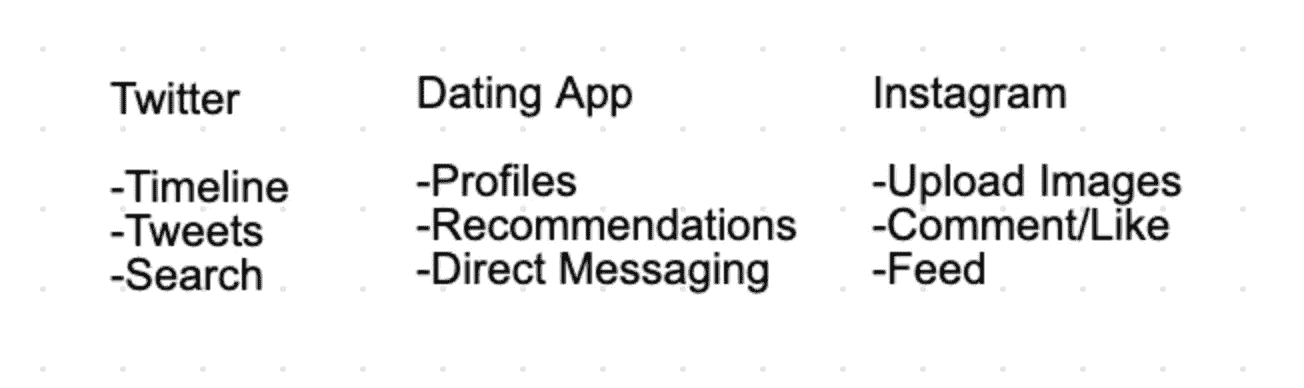 Twitter
-Timeline
-Tweets
-Search
Dating App
-Profiles
-Recommendations
-Direct Messaging
Instagram
-Upload Images
-Comment/Like
-Feed